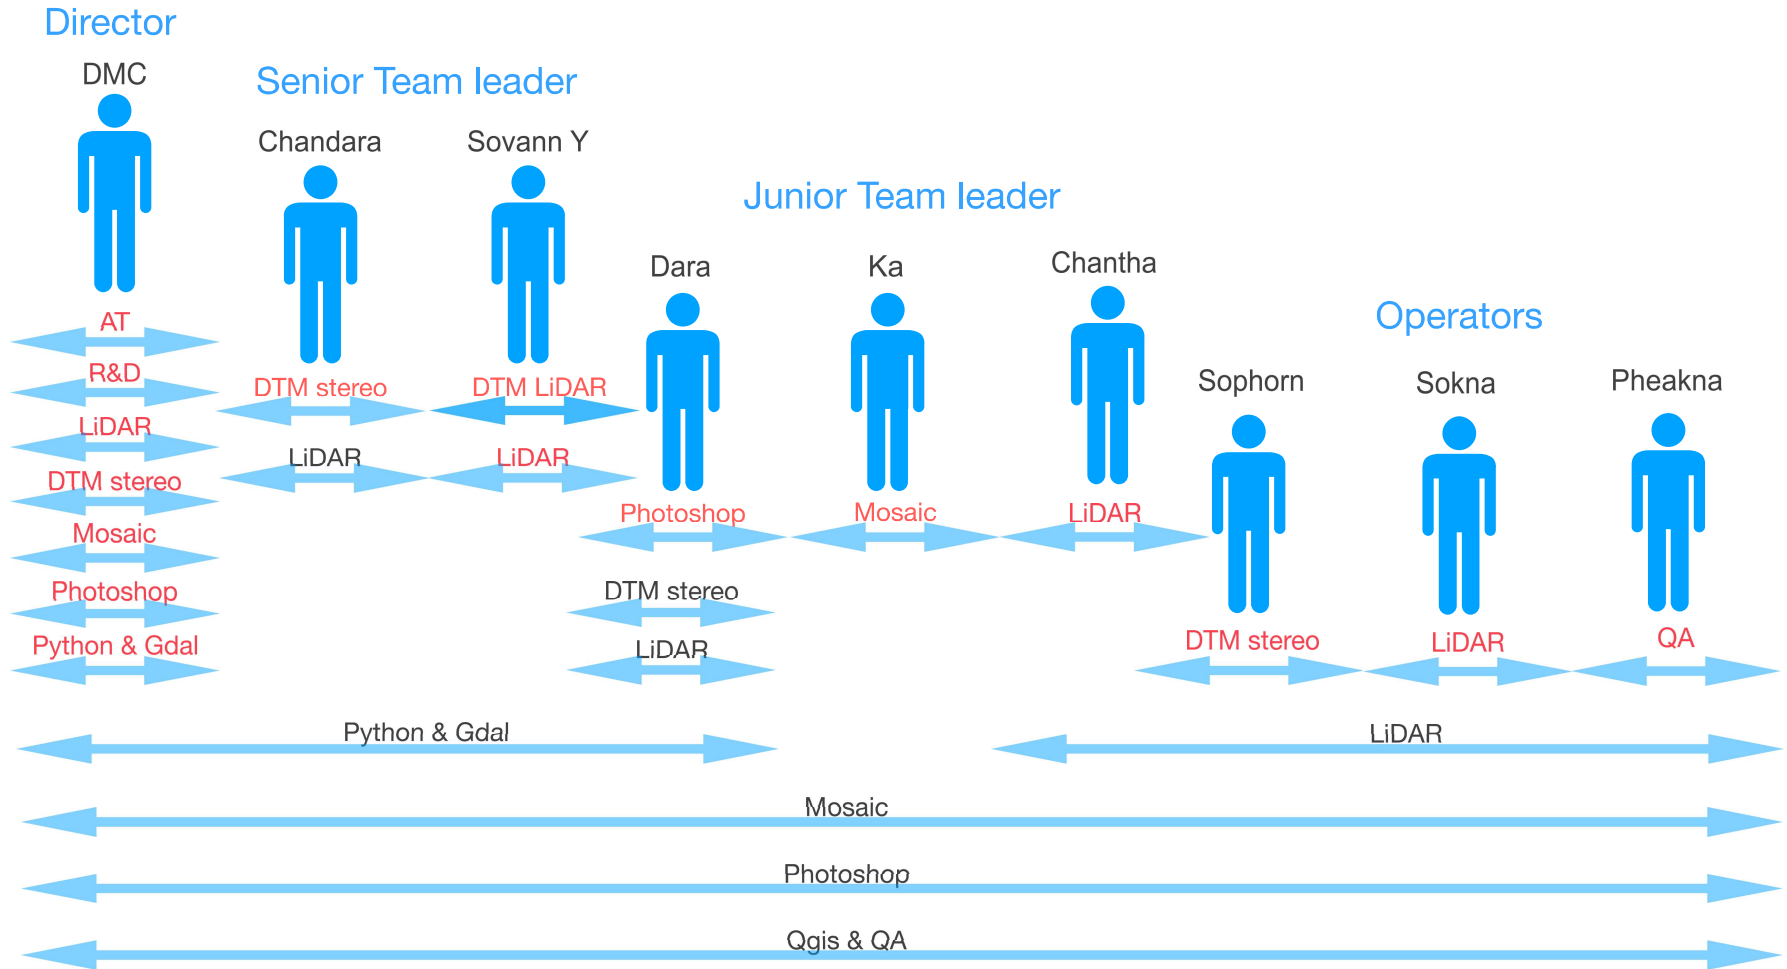 Director
DMC
AT
R&D
LiDAR
DTM stereo
Mosaic
Photoshop
Python & Gdal
Senior Team leader
Chandara
Sovann Y
DTM stereo
DTM LiDAR
LiDAR
LiDAR
Junior Team leader
Dara
Ka
Chantha
Photoshop
Mosaic
LiDAR
DTM stereo
LiDAR
Operators
Sophorn
Sokna
Pheakna
DTM stereo
LiDAR
QA
Python & Gdal
LiDAR
Mosaic
Photoshop
Qgis & QA